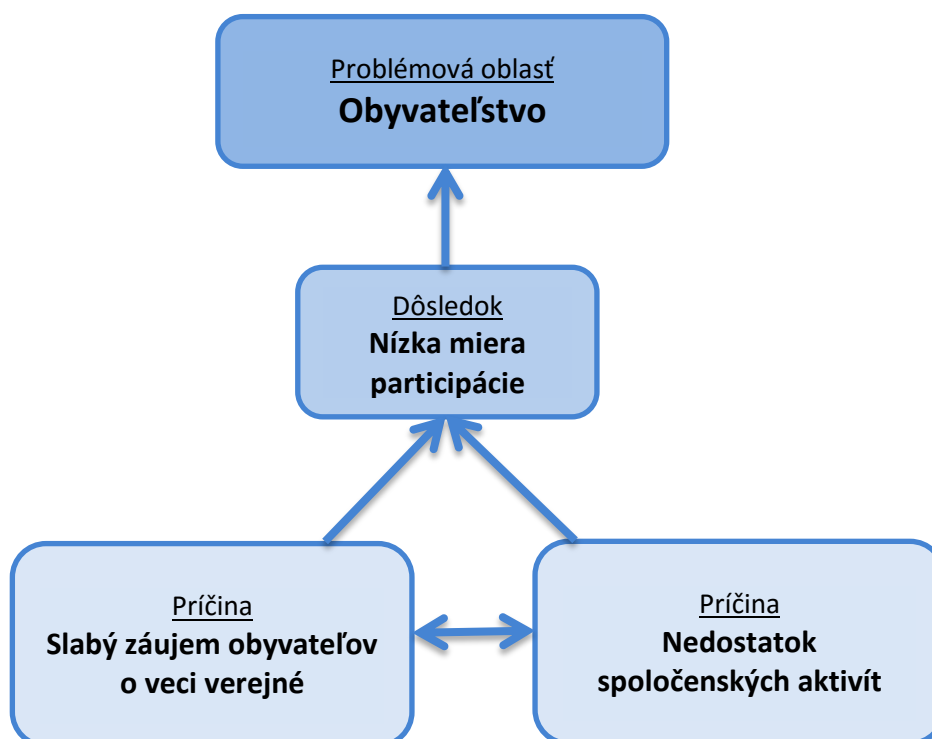 Problémová oblasť
Obyvateľstvo
Dôsledok
Nízka miera
participácie
Príčina
Slabý záujem obyvateľov
o veci verejné
Príčina
Nedostatok
spoločenských aktivít